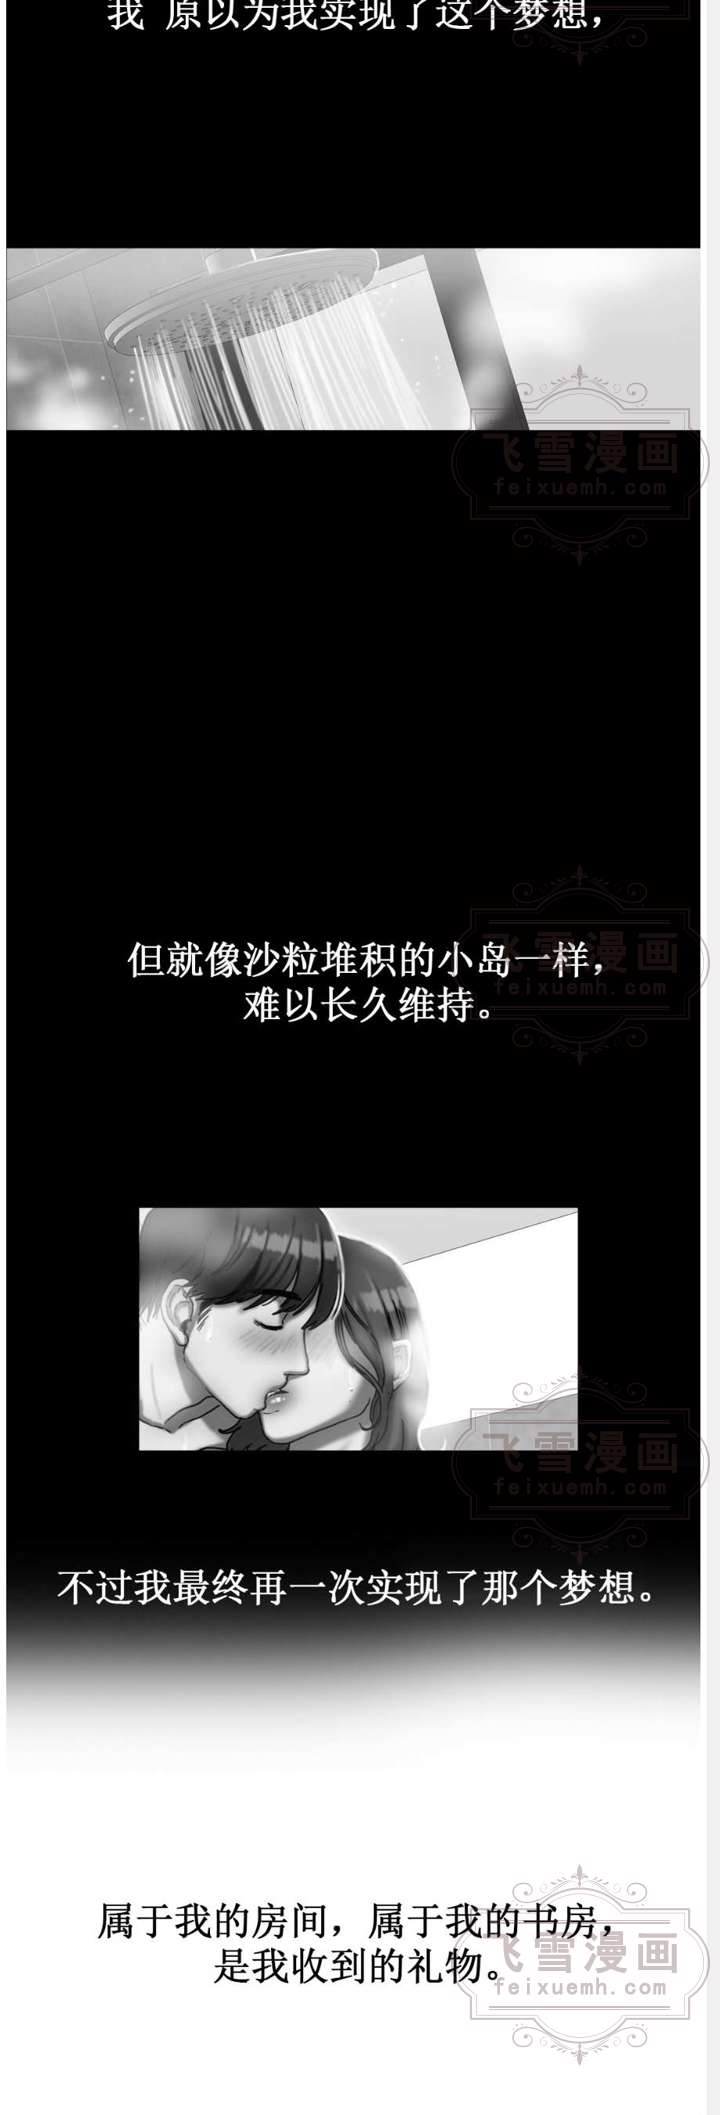 我 原以为我实现了这个梦想，
飞雪漫画
feixuemh.com
但就像沙粒堆积的小岛一样，
难以长久维持。
飞雪漫画
feixuemh.com
飞雪漫画
feixuemh.com
不过我最终再一次实现了那个梦想。
属于我的房间，属于我的书房，
是我收到的礼物。
飞雪漫画
feixuemh.com